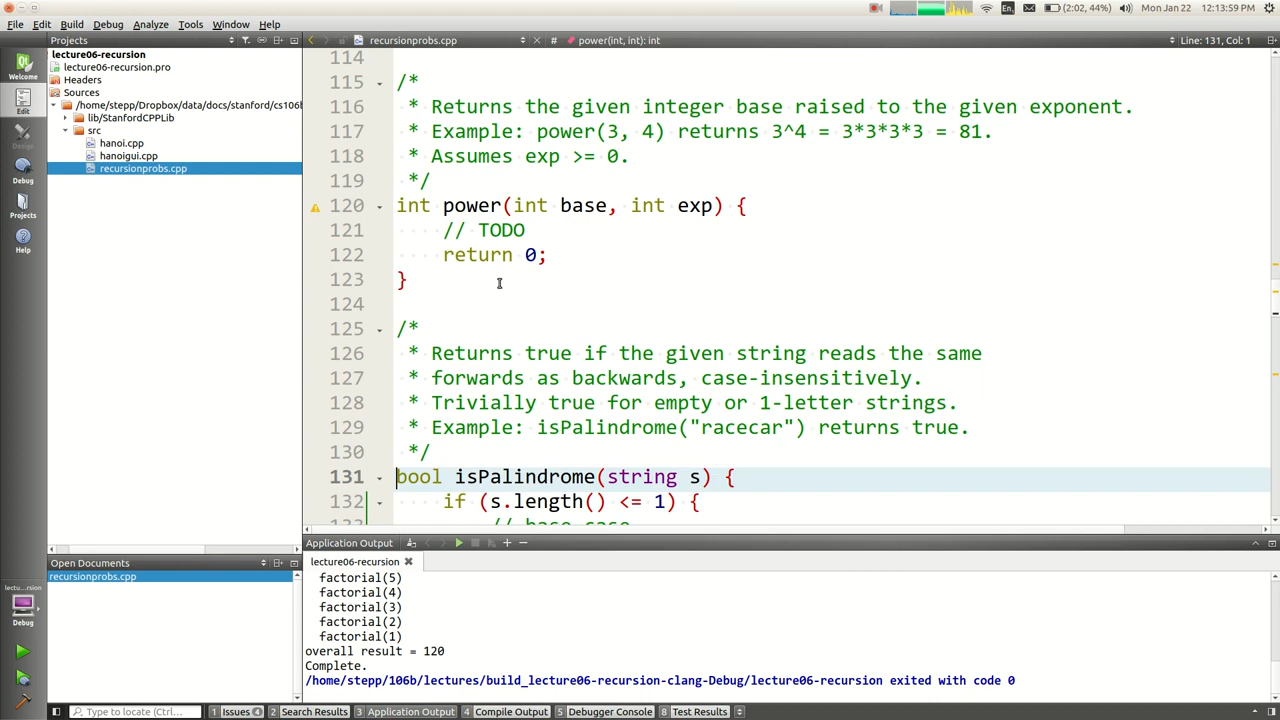 En
(2:02, 44%)
Mon Jan 22 12:13:59 PM
File Edit Build Debug Analyze Tools Window Help
Projects
recursionprobs.cpp
#
power(int, int): int
Line: 131, Col: 1
lecture06-recursion
lecture06-recursion.pro
Headers
Sources
/home/stepp/Dropbox/data/docs/stanford/cs106b
lib/StanfordCPPLib
src
hanoi.cpp
hanoigui.cpp
recursionprobs.cpp
Qt
Welcome
Edit
Design
Debug
Projects
Help
114
115 /*
116 * Returns the given integer base raised to the given exponent.
117 * Example: power(3, 4) returns 3^4 = 3*3*3*3 = 81.
118 * Assumes exp >= 0.
119 */
120 int power(int base, int exp) {
121 // TODO
122 return 0;
123 }
124
125 /*
126 * Returns true if the given string reads the same
127 * forwards as backwards, case-insensitively.
128 * Trivially true for empty or 1-letter strings.
129 * Example: isPalindrome("racecar") returns true.
130 */
131 bool isPalindrome(string s) {
132 if (s.length() <= 1) {
133 // base case
Application Output
lecture06-recursion
factorial(5)
factorial(4)
factorial(3)
factorial(2)
factorial(1)
overall result = 120
Complete.
/home/stepp/106b/lectures/build_lecture06-recursion-clang-Debug/lecture06-recursion exited with code 0
Open Documents
recursionprobs.cpp
lectu...rsion
Debug
Type to locate (Ctrl...
1 Issues 4
2 Search Results
3 Application Output
4 Compile Output
5 Debugger Console
8 Test Results